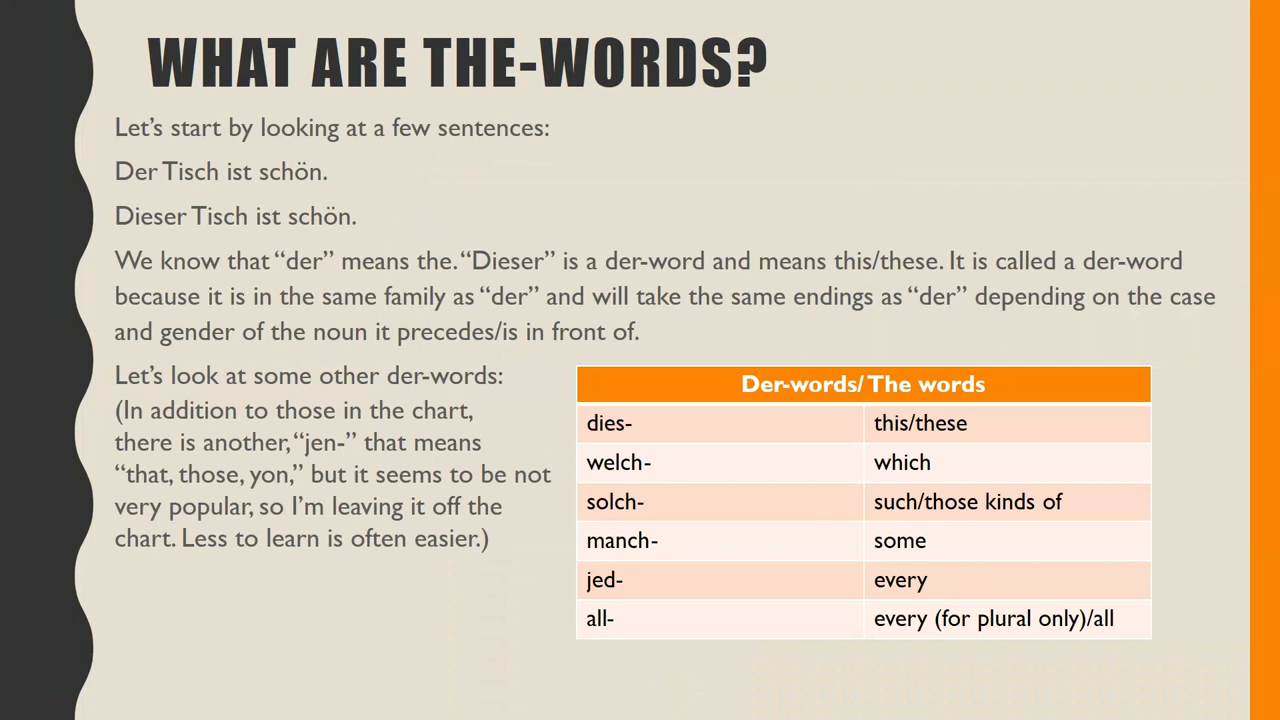 WHAT ARE THE-WORDS?
Let's start by looking at a few sentences:
Der Tisch ist schön.
Dieser Tisch ist schön.
We know that “der” means the. “Dieser” is a der-word and means this/these. It is called a der-word
because it is in the same family as “der” and will take the same endings as “der” depending on the case
and gender of the noun it precedes/is in front of.
Let's look at some other der-words:
(In addition to those in the chart,
there is another, “jen-” that means
“that, those, yon,” but it seems to be not
very popular, so I'm leaving it off the
chart. Less to learn is often easier.)
Der-words/ The words
dies- this/these
welch- which
solch- such/those kinds of
manch- some
jed- every
all- every (for plural only)/all